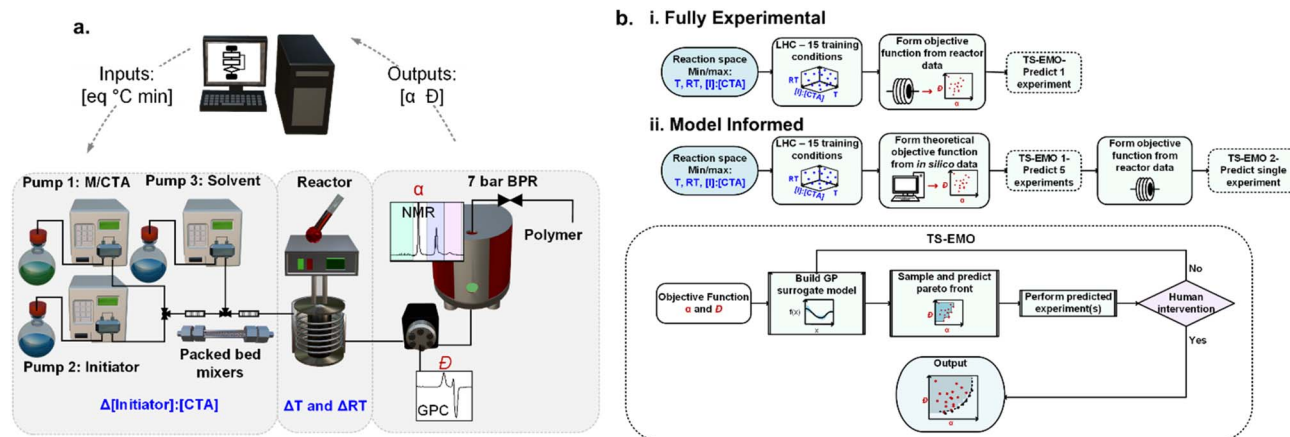 a.
Inputs:
[eq °C min]
Outputs:
[α Đ]
Pump 1: M/CTA
Pump 3: Solvent
Pump 2: Initiator
Packed bed
mixers
Δ[Initiator]:[CTA]
Reactor
ΔT and ΔRT
7 bar BPR
α
NMR
Polymer
Đ
GPC
b.
i. Fully Experimental
Reaction space
Min/max:
T, RT, [I]:[CTA]
LHC – 15 training
conditions
RT
[I]:[CTA]
T
Form objective
function from reactor
data
Đ
α
TS-EMO-
Predict 1
experiment
ii. Model Informed
Reaction space
Min/max:
T, RT, [I]:[CTA]
LHC – 15 training
conditions
RT
[I]:[CTA]
T
Form theoretical
objective function
from in silico data
Đ
α
TS-EMO 1-
Predict 5
experiments
Form objective
function from
reactor data
TS-EMO 2-
Predict single
experiment
TS-EMO
Objective Function
α and Đ
Build GP
surrogate model
f(x)
x
Sample and predict
pareto front
Đ
α
Perform predicted
experiment(s)
Human
intervention
No
Yes
Output
Đ
α